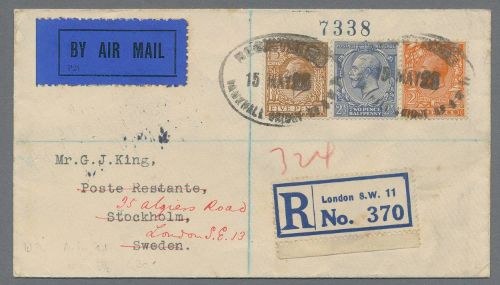 7338
BY AIR MAIL
15 MAY 28
15 MAY 28
FIVE PENCE
TWO PENCE
HALFPENNY
324
Mr. G. J. King,
Poste Restante,
35 Algiers Road
Stockholm,
London S.E. 13
Sweden.
R London S.W. 11
No. 370